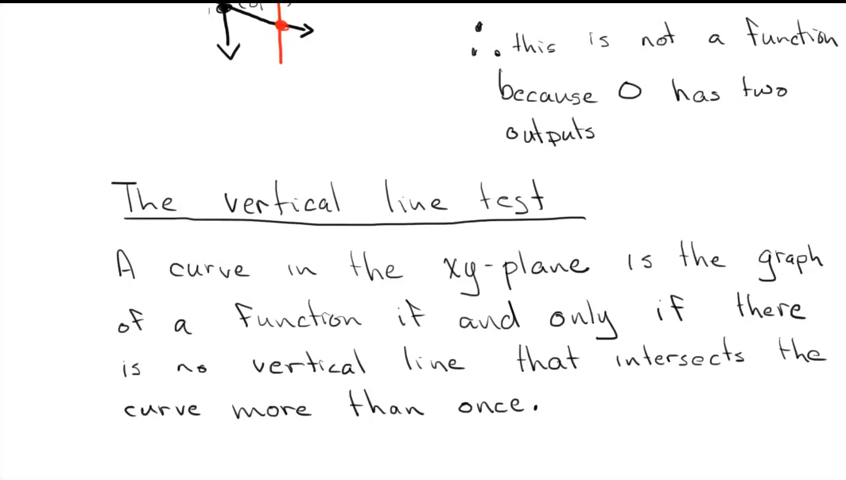 ∴ this is not a function
because 0 has two
outputs
The vertical line test
A curve in the xy-plane is the graph
of a function if and only if there
is no vertical line that intersects the
curve more than once.